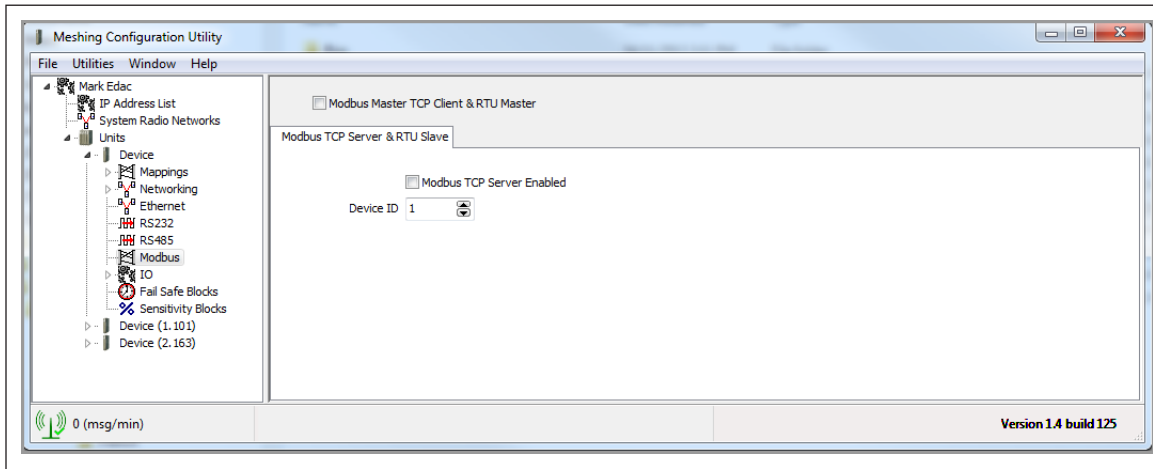 Meshing Configuration Utility
File Utilities Window Help
Mark Edac
IP Address List
System Radio Networks
Units
Device
Mappings
Networking
Ethernet
RS232
RS485
Modbus
IO
Fail Safe Blocks
Sensitivity Blocks
Device (1.101)
Device (2.163)
Modbus Master TCP Client & RTU Master
Modbus TCP Server & RTU Slave
Modbus TCP Server Enabled
Device ID 1
0 (msg/min)
Version 1.4 build 125